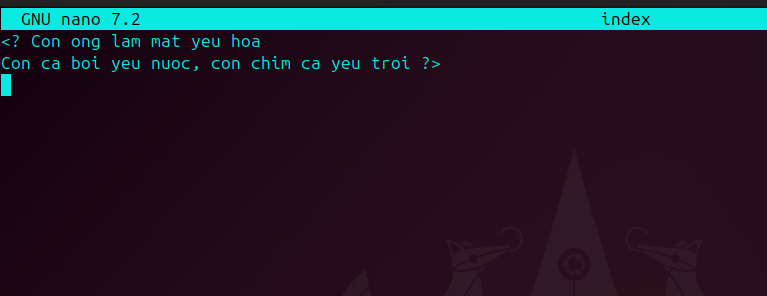 GNU nano 7.2 index
<? Con ong lam mat yeu hoa
Con ca boi yeu nuoc, con chim ca yeu troi ?>